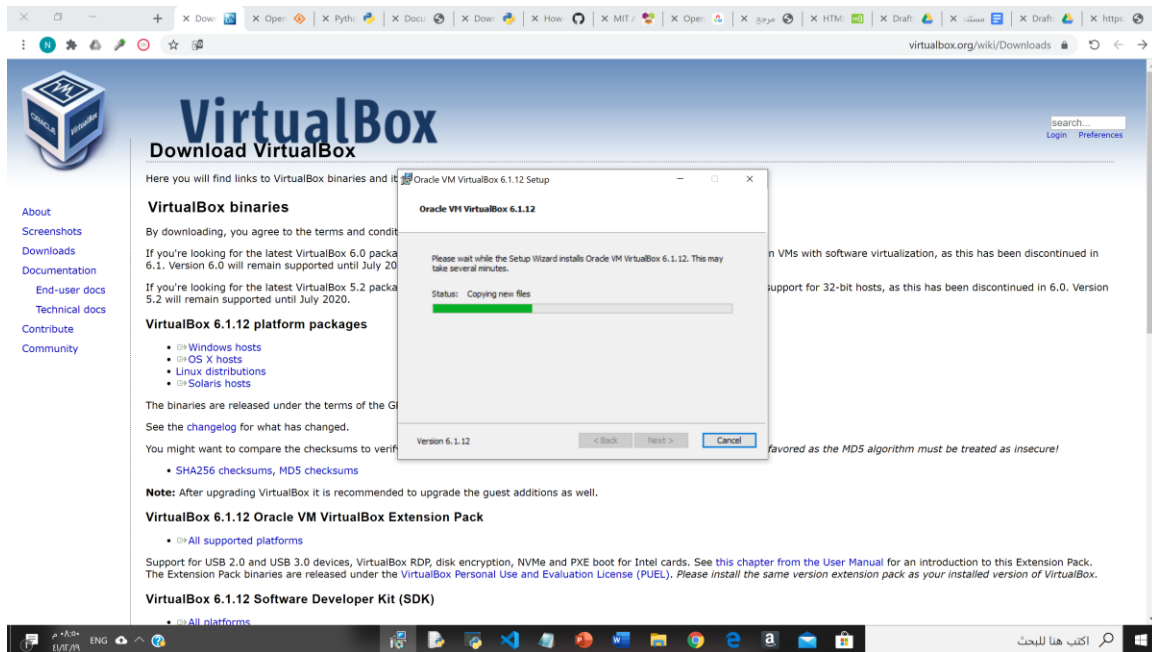 Dow
Open
Pytho
Docu
Dow
How
MIT A
Open
مرجع
HTM
Draft
مستند
Draft
https
virtualbox.org/wiki/Downloads
VirtualBox
search...
Login Preferences
Download VirtualBox
Here you will find links to VirtualBox binaries and it
VirtualBox binaries
By downloading, you agree to the terms and condit
If you're looking for the latest VirtualBox 6.0 packa
n VMs with software virtualization, as this has been discontinued in
6.1. Version 6.0 will remain supported until July 20
If you're looking for the latest VirtualBox 5.2 packa
support for 32-bit hosts, as this has been discontinued in 6.0. Version
5.2 will remain supported until July 2020.
About
Screenshots
Downloads
Documentation
End-user docs
Technical docs
Contribute
Community
VirtualBox 6.1.12 platform packages
• Windows hosts
• OS X hosts
• Linux distributions
• Solaris hosts
The binaries are released under the terms of the G
See the changelog for what has changed.
You might want to compare the checksums to verif
favored as the MD5 algorithm must be treated as insecure!
• SHA256 checksums, MD5 checksums
Note: After upgrading VirtualBox it is recommended to upgrade the guest additions as well.
VirtualBox 6.1.12 Oracle VM VirtualBox Extension Pack
• All supported platforms
Support for USB 2.0 and USB 3.0 devices, VirtualBox RDP, disk encryption, NVMe and PXE boot for Intel cards. See this chapter from the User Manual for an introduction to this Extension Pack.
The Extension Pack binaries are released under the VirtualBox Personal Use and Evaluation License (PUEL). Please install the same version extension pack as your installed version of VirtualBox.
VirtualBox 6.1.12 Software Developer Kit (SDK)
• All platforms
Oracle VM VirtualBox 6.1.12 Setup
Oracle VM VirtualBox 6.1.12
Please wait while the Setup Wizard installs Oracle VM VirtualBox 6.1.12. This may
take several minutes.
Status: Copying new files
Version 6.1.12
< Back
Next >
Cancel
ENG
اكتب هنا للبحث